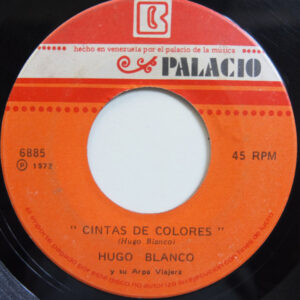 hecho en venezuela por el palacio de la música
PALACIO
6885
45 RPM
℗ 1972
" CINTAS DE COLORES "
(Hugo Blanco)
HUGO BLANCO
y su Arpa Viajera